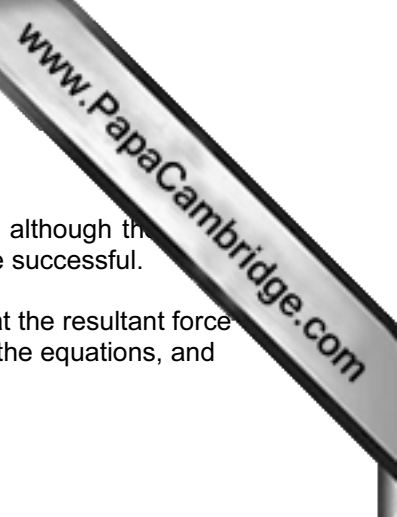 www.PapaCambridge.com
although th
e successful.
at the resultant force
the equations, and